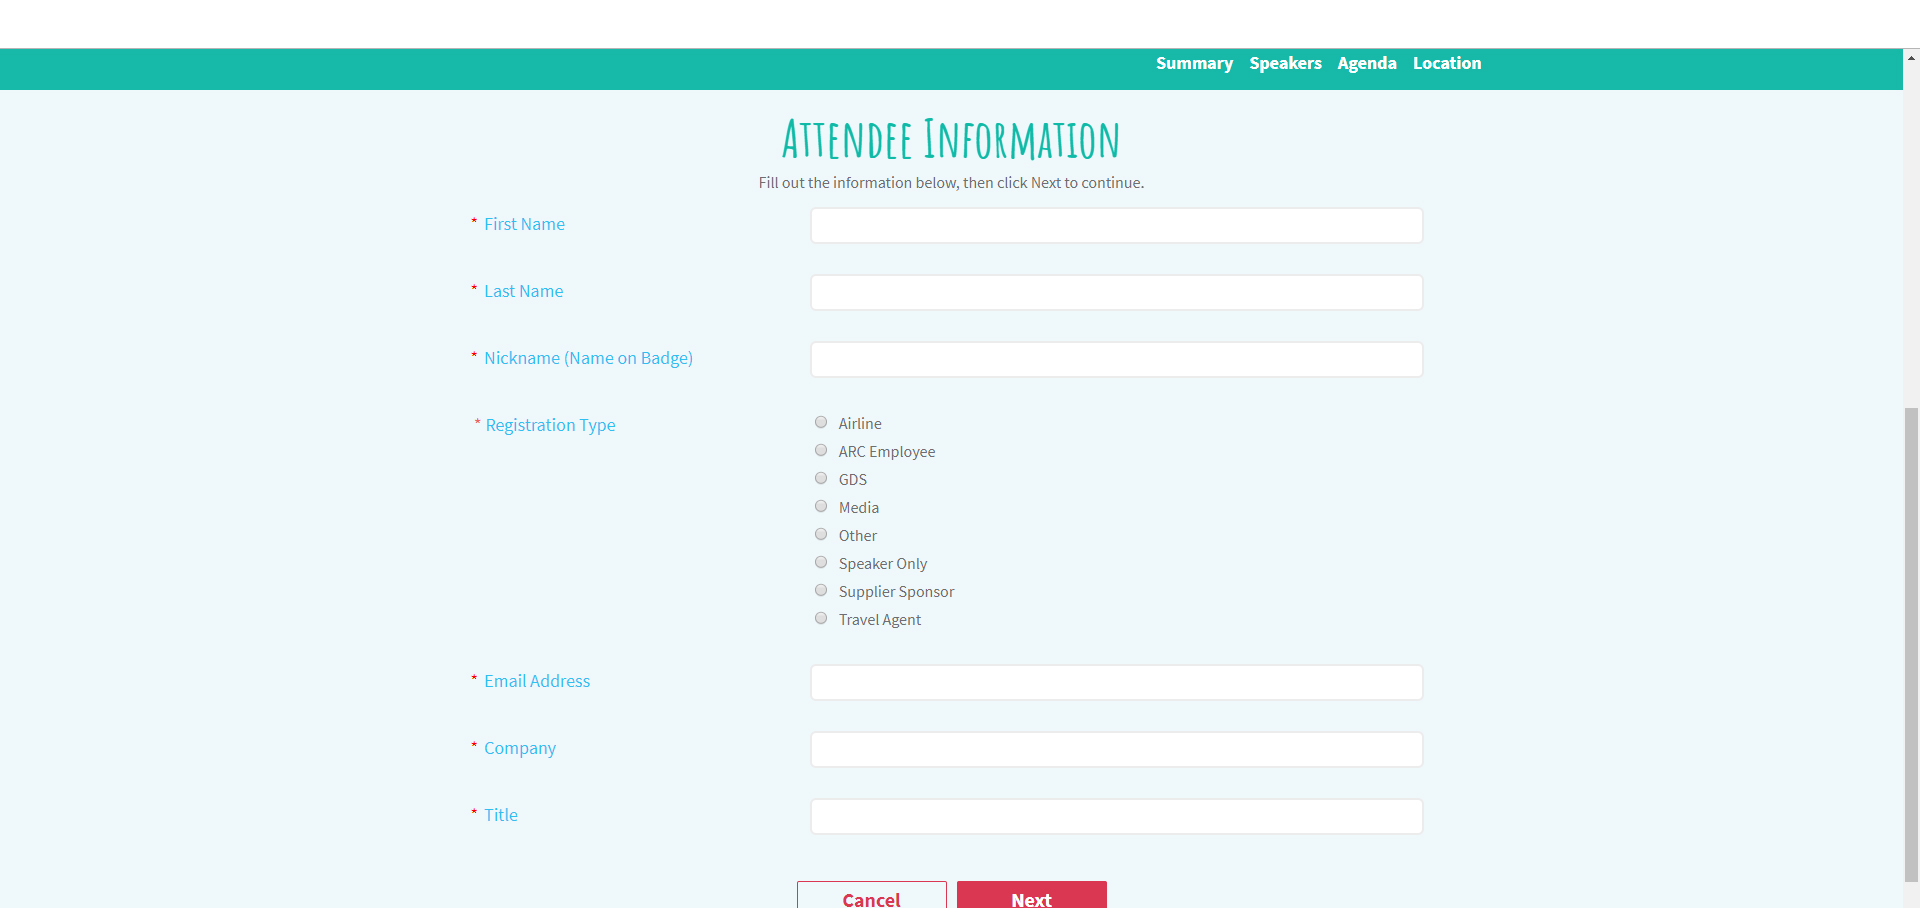 Summary Speakers Agenda Location
Attendee Information
Fill out the information below, then click Next to continue.
* First Name
* Last Name
* Nickname (Name on Badge)
* Registration Type
Airline
ARC Employee
GDS
Media
Other
Speaker Only
Supplier Sponsor
Travel Agent
* Email Address
* Company
* Title
Cancel Next